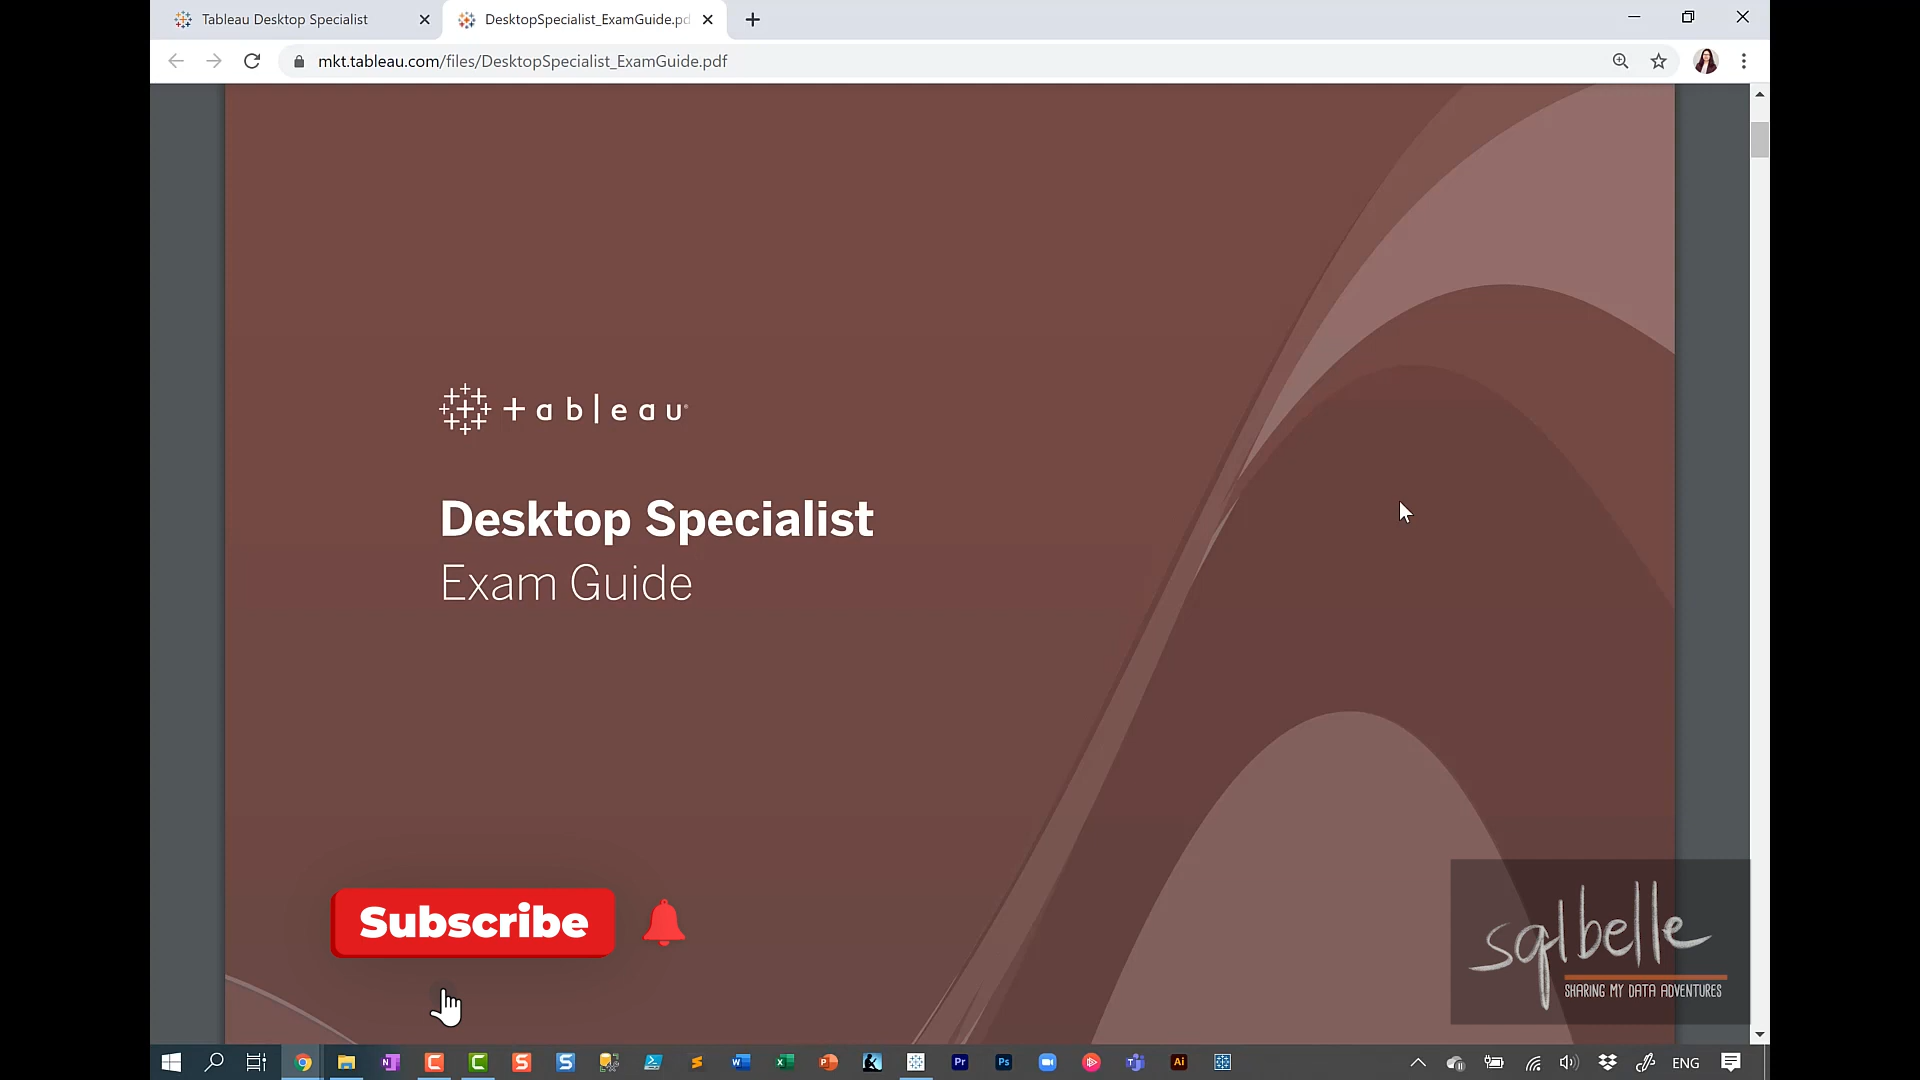 Tableau Desktop Specialist
DesktopSpecialist_ExamGuide.pd
mkt.tableau.com/files/DesktopSpecialist_ExamGuide.pdf
+ableau®
Desktop Specialist
Exam Guide
Subscribe
sqlbelle
SHARING MY DATA ADVENTURES
ENG